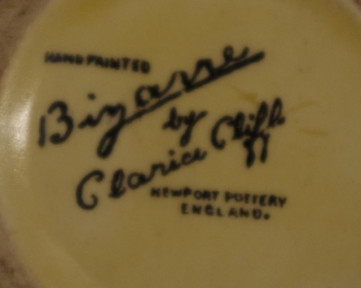 HAND PAINTED
Bizarre
by
Clarice Cliff
NEWPORT POTTERY
ENGLAND.